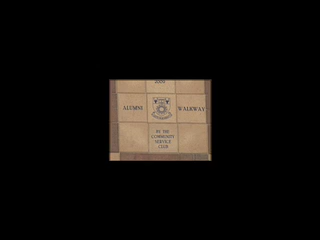 ALUMNI WALKWAY
BY THE
COMMUNITY
SERVICE
CLUB